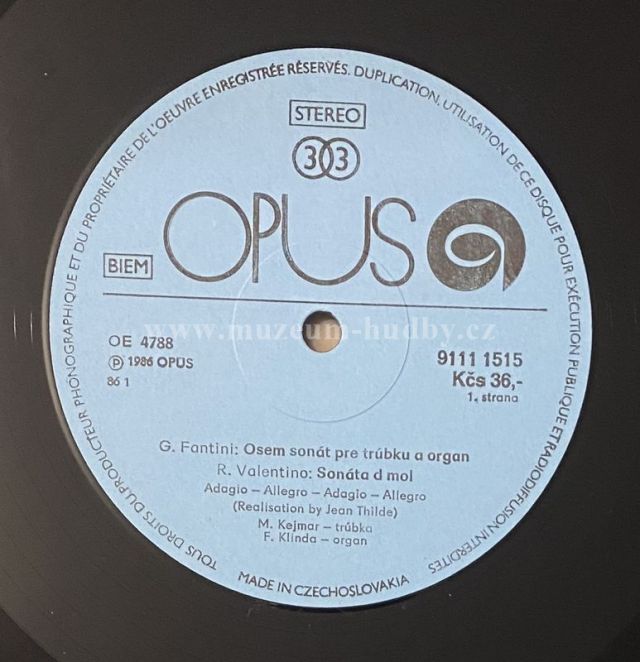 TOUS DROITS DU PRODUCTEUR PHÓNOGRAPHIQUE ET DU PROPRIÉTAIRE DE L'OEUVRE ENREGISTRÉE RÉSERVÉS. DUPLICATION, UTILISATION DE CE DISQUE POUR EXÉCUTION PUBLIQUE ET RADIODIFFUSION INTERDITES
STEREO
33
OPUS
BIEM
www.muzeum-hudby.cz
OE 4788
9111 1515
Ⓟ 1986 OPUS
Kčs 36,-
86 1
1. strana
G. Fantini: Osem sonát pre trúbku a organ
R. Valentino: Sonáta d mol
Adagio – Allegro – Adagio – Allegro
(Realisation by Jean Thilde)
M. Kejmar – trúbka
F. Klinda – organ
MADE IN CZECHOSLOVAKIA